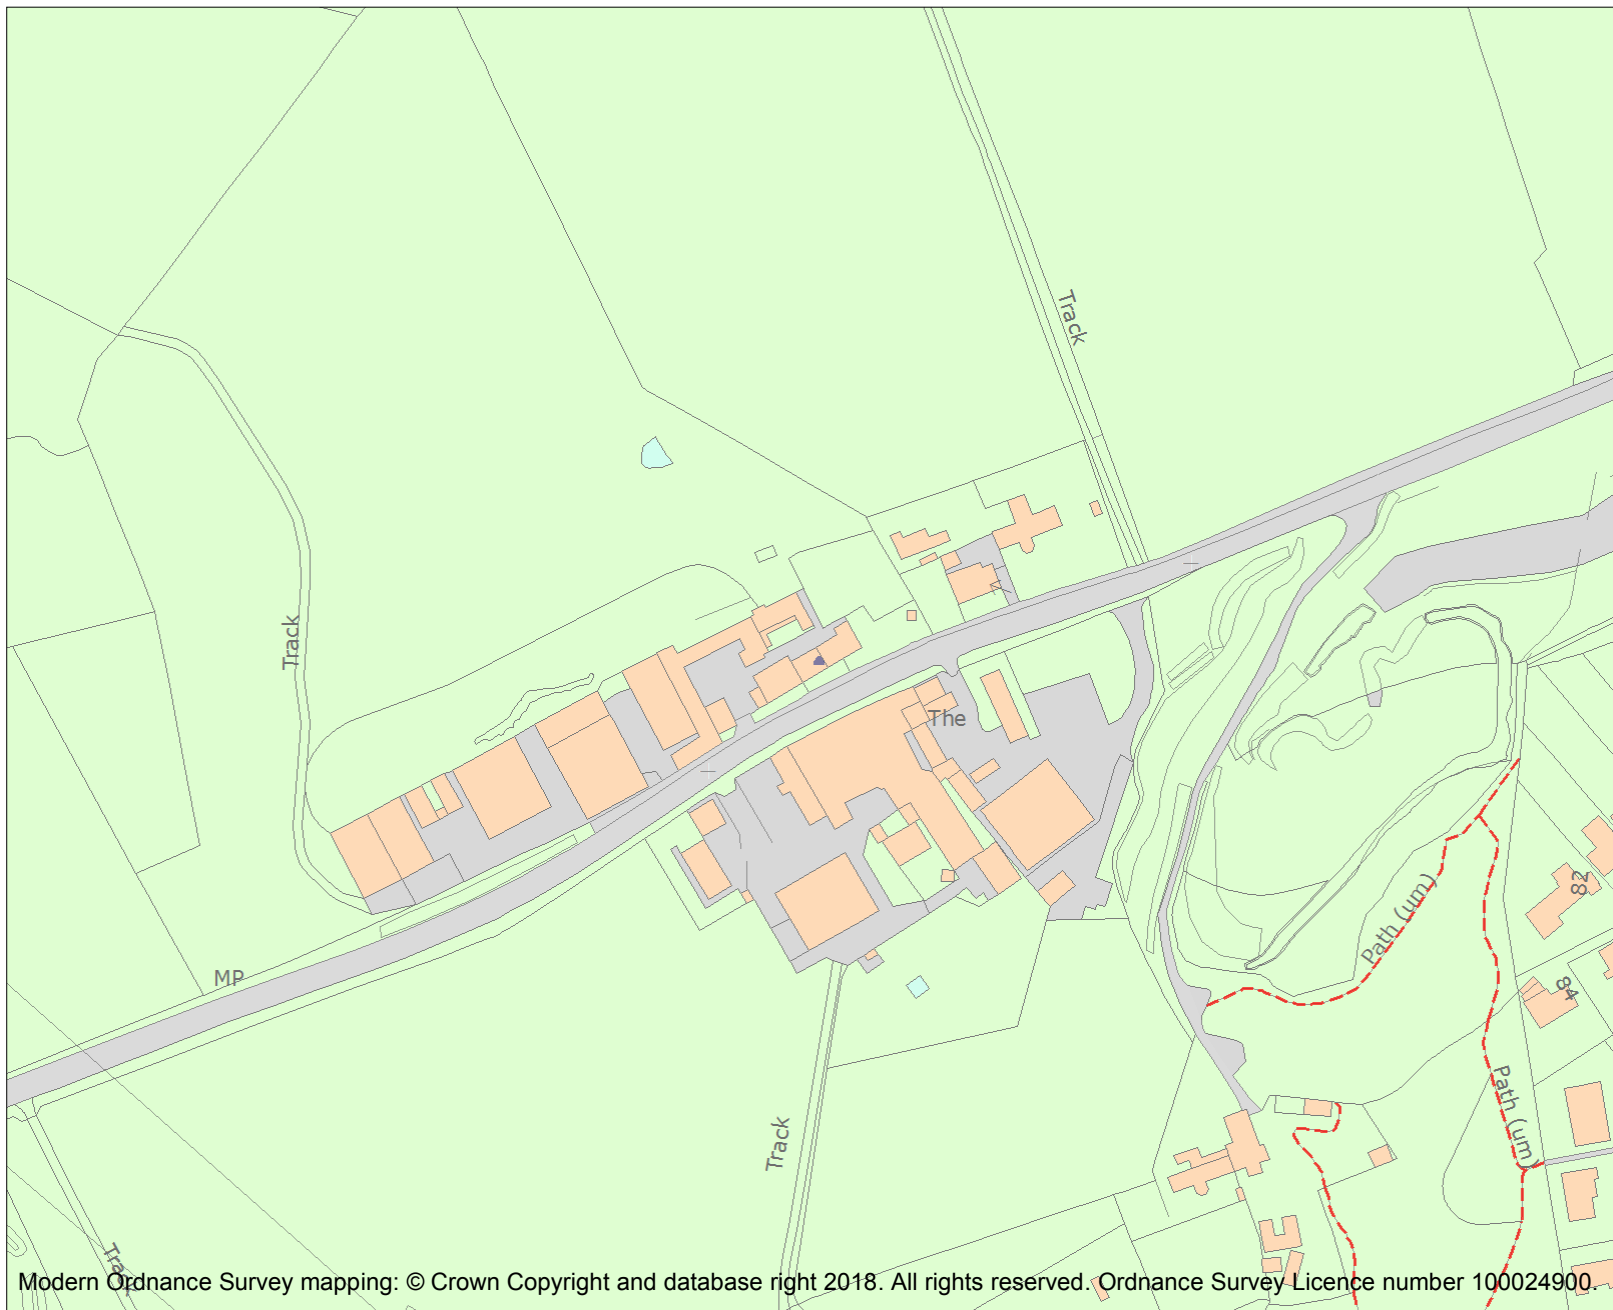 Track
Track
The
82
Path (um)
MP
84
Path (um)
Track
Track
Modern Ordnance Survey mapping: © Crown Copyright and database right 2018. All rights reserved. Ordnance Survey Licence number 100024900.